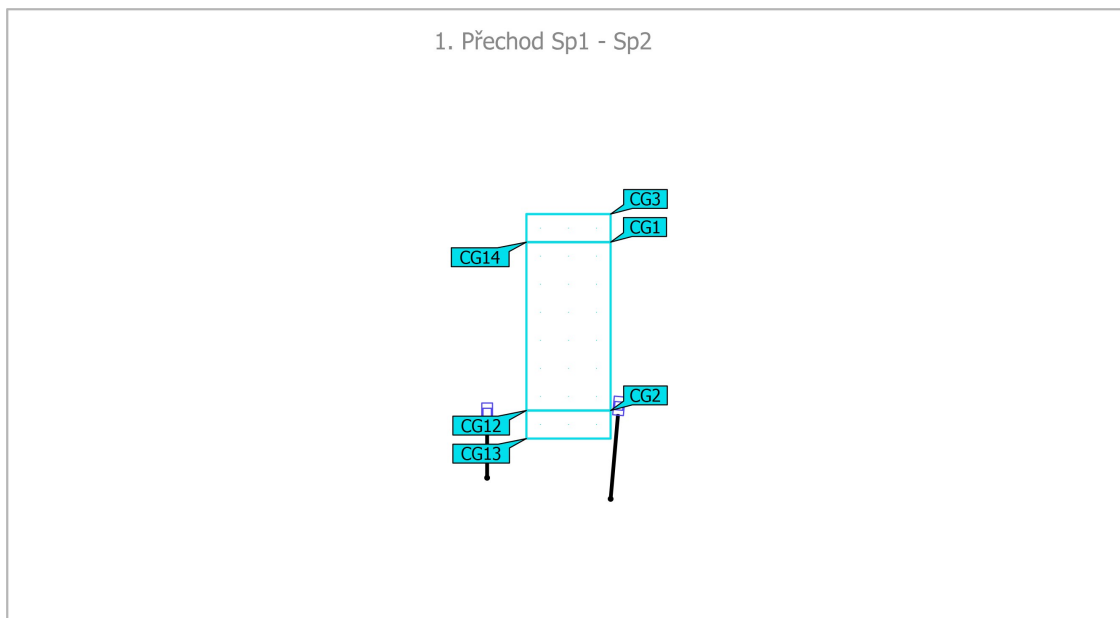 1. Přechod Sp1 - Sp2
CG3
CG1
CG14
CG2
CG12
CG13